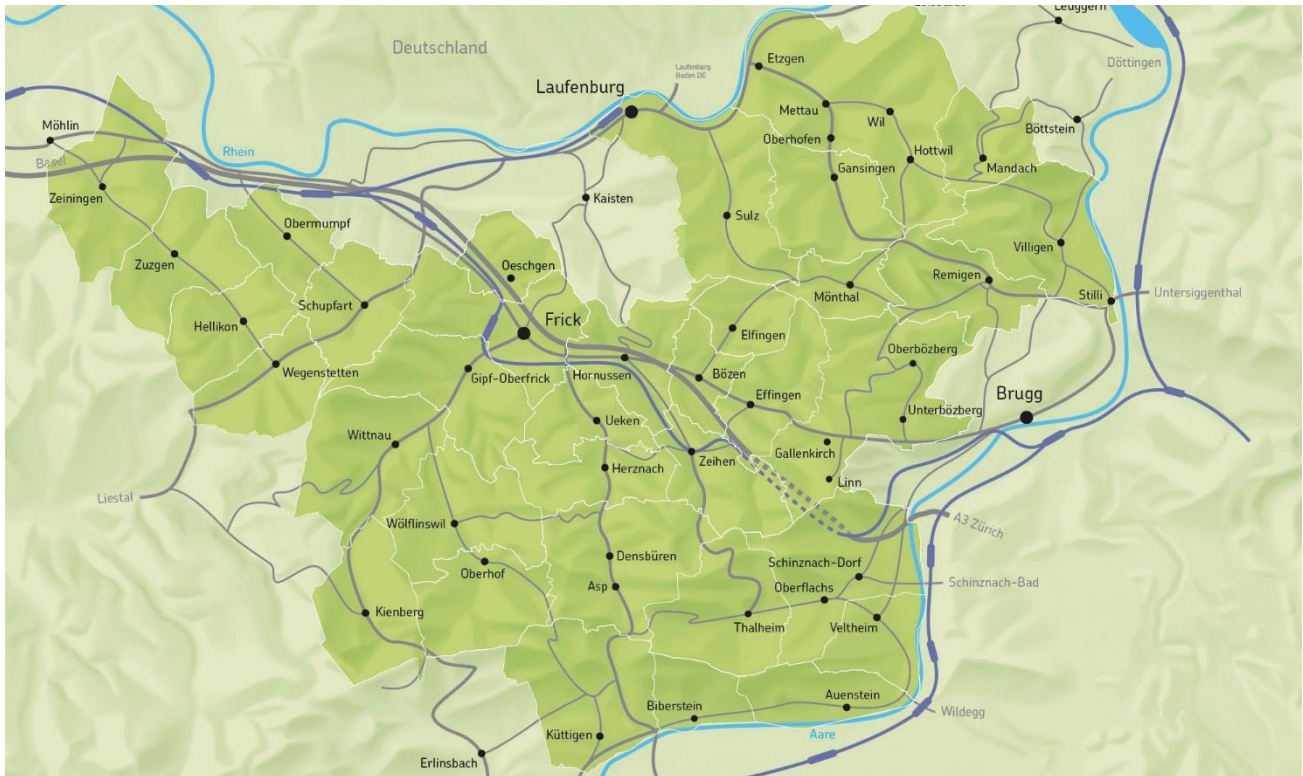 Leuggern
Deutschland
Etzgen
Döttingen
Laufenburg
Baden DE
Laufenburg
Mettau
Wil
Böttstein
Möhlin
Oberhofen
Rhein
Hottwil
Basel
Gansingen
Mandach
Zeiningen
Kaisten
Obermumpf
Sulz
Villigen
Zuzgen
Oeschgen
Remigen
Mönthal
Stilli
Untersiggenthal
Schupfart
Frick
Hellikon
Elfingen
Oberbözberg
Wegenstetten
Gipf-Oberfrick
Hornussen
Bözen
Effingen
Brugg
Unterbözberg
Ueken
Wittnau
Gallenkirch
Zeihen
Herznach
Linn
Liestal
Wölflinswil
A3 Zürich
Densbüren
Schinznach-Dorf
Oberhof
Asp
Oberflachs
Schinznach-Bad
Kienberg
Thalheim
Veltheim
Auenstein
Biberstein
Wildegg
Küttigen
Aare
Erlinsbach